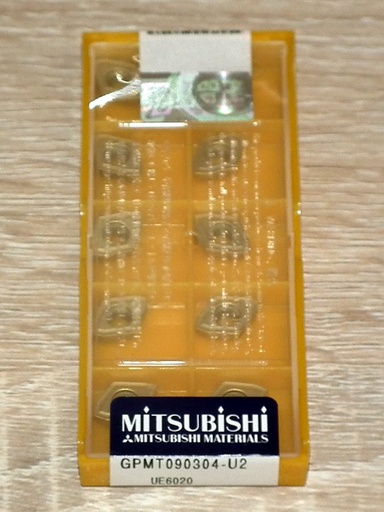 MITSUBISHI
MITSUBISHI MATERIALS
GPMT090304-U2
UE6020